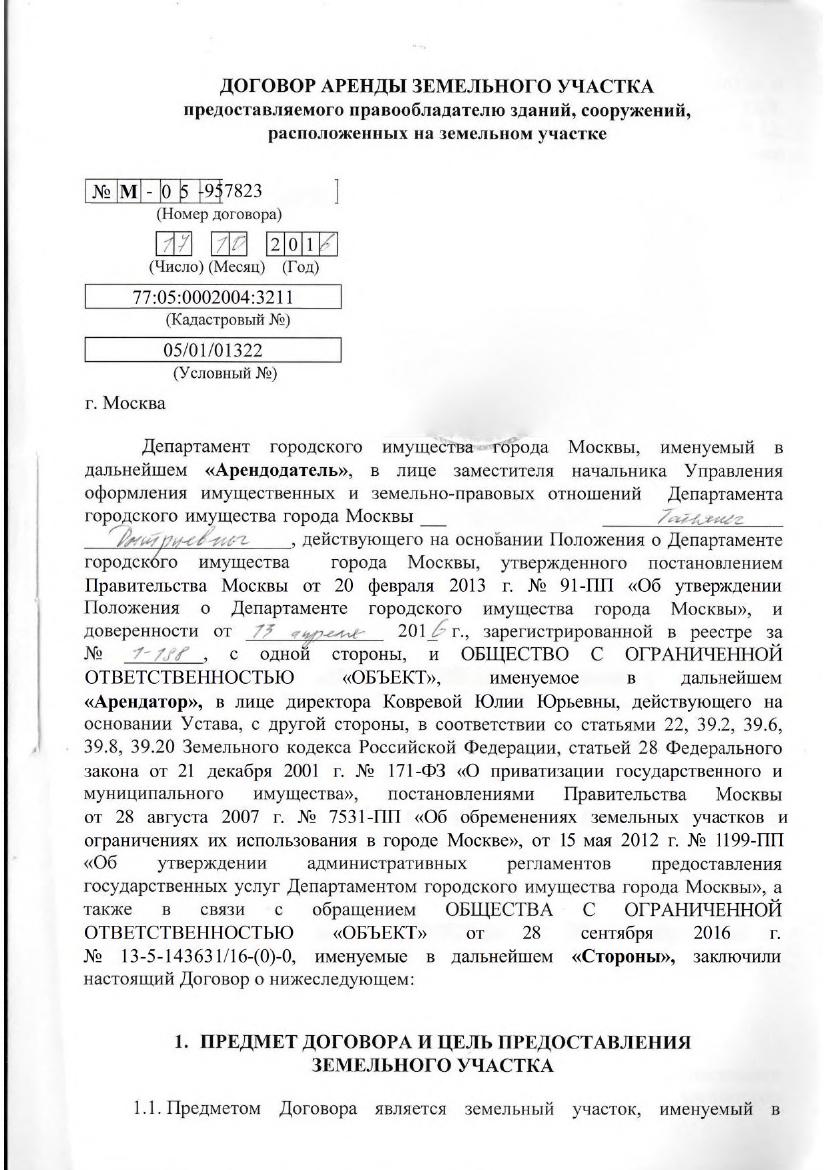 ДОГОВОР АРЕНДЫ ЗЕМЕЛЬНОГО УЧАСТКА
предоставляемого правообладателю зданий, сооружений,
расположенных на земельном участке
№ М - 0 5 -957823
(Номер договора)
2 0 1 6
(Число) (Месяц) (Год)
77:05:0002004:3211
(Кадастровый №)
05/01/01322
(Условный №)
г. Москва
Департамент городского имущества города Москвы, именуемый в
дальнейшем «Арендодатель», в лице заместителя начальника Управления
оформления имущественных и земельно-правовых отношений Департамента
городского имущества города Москвы Татьяны
Дмитриевны, действующего на основании Положения о Департаменте
городского имущества города Москвы, утвержденного постановлением
Правительства Москвы от 20 февраля 2013 г. № 91-ПП «Об утверждении
Положения о Департаменте городского имущества города Москвы», и
доверенности от 13 апреля 2016 г., зарегистрированной в реестре за
№ 1-188, с одной стороны, и ОБЩЕСТВО С ОГРАНИЧЕННОЙ
ОТВЕТСТВЕННОСТЬЮ «ОБЪЕКТ», именуемое в дальнейшем
«Арендатор», в лице директора Ковревой Юлии Юрьевны, действующего на
основании Устава, с другой стороны, в соответствии со статьями 22, 39.2, 39.6,
39.8, 39.20 Земельного кодекса Российской Федерации, статьей 28 Федерального
закона от 21 декабря 2001 г. № 171-ФЗ «О приватизации государственного и
муниципального имущества», постановлениями Правительства Москвы
от 28 августа 2007 г. № 7531-ПП «Об обременениях земельных участков и
ограничениях их использования в городе Москве», от 15 мая 2012 г. № 1199-ПП
«Об утверждении административных регламентов предоставления
государственных услуг Департаментом городского имущества города Москвы», а
также в связи с обращением ОБЩЕСТВА С ОГРАНИЧЕННОЙ
ОТВЕТСТВЕННОСТЬЮ «ОБЪЕКТ» от 28 сентября 2016 г.
№ 13-5-143631/16-(0)-0, именуемые в дальнейшем «Стороны», заключили
настоящий Договор о нижеследующем:
1. ПРЕДМЕТ ДОГОВОРА И ЦЕЛЬ ПРЕДОСТАВЛЕНИЯ
ЗЕМЕЛЬНОГО УЧАСТКА
1.1. Предметом Договора является земельный участок, именуемый в